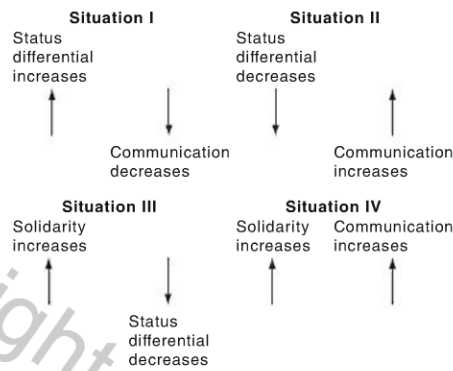 Situation I
Situation II
Status
differential
increases
Status
differential
decreases
Communication
decreases
Communication
increases
Situation III
Situation IV
Solidarity
increases
Solidarity
increases
Communication
increases
Status
differential
decreases
ight